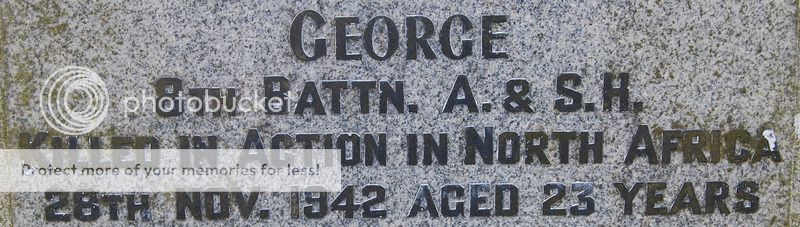 GEORGE
8TH. BATTN. A. & S.H.
photobucket
KILLED IN ACTION IN NORTH AFRICA
Protect more of your memories for less!
28TH NOV. 1942 AGED 23 YEARS